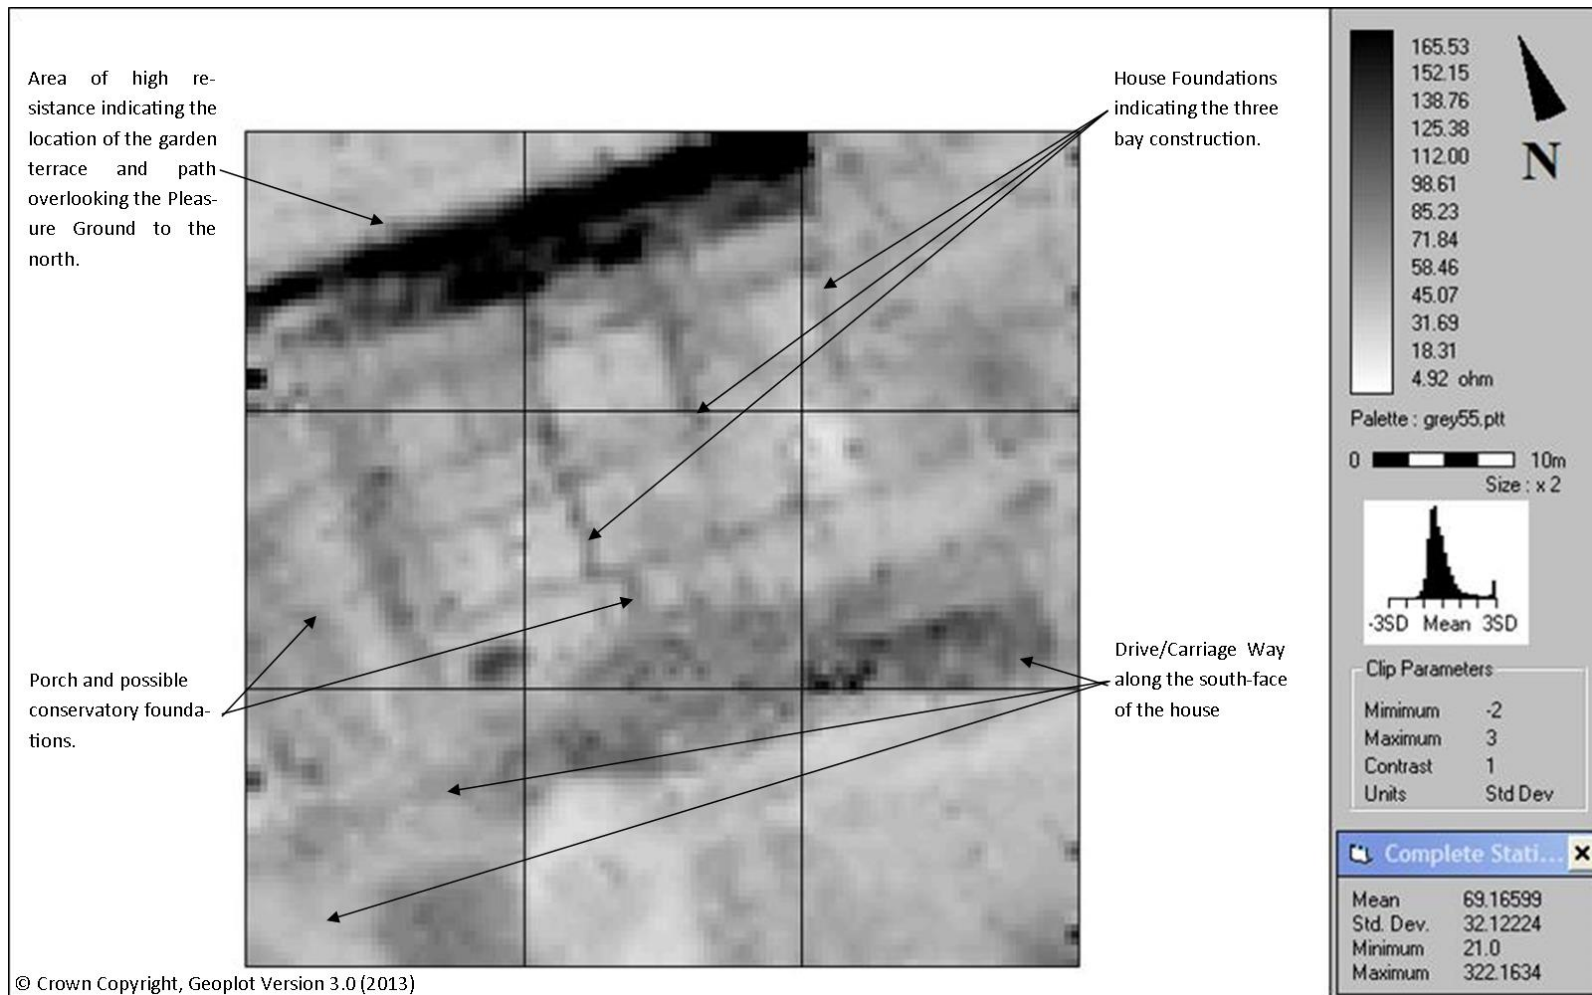 Area of high re-
sistance indicating the
location of the garden
terrace and path
overlooking the Pleas-
ure Ground to the
north.
House Foundations
indicating the three
bay construction.
Porch and possible
conservatory founda-
tions.
Drive/Carriage Way
along the south-face
of the house
© Crown Copyright, Geoplot Version 3.0 (2013)
165.53
152.15
138.76
125.38
112.00
98.61
85.23
71.84
58.46
45.07
31.69
18.31
4.92 ohm
N
Palette : grey55.ptt
0 10m
Size : x 2
-3SD Mean 3SD
Clip Parameters
Mimimum -2
Maximum 3
Contrast 1
Units Std Dev
Complete Stati...
Mean 69.16599
Std. Dev. 32.12224
Minimum 21.0
Maximum 322.1634